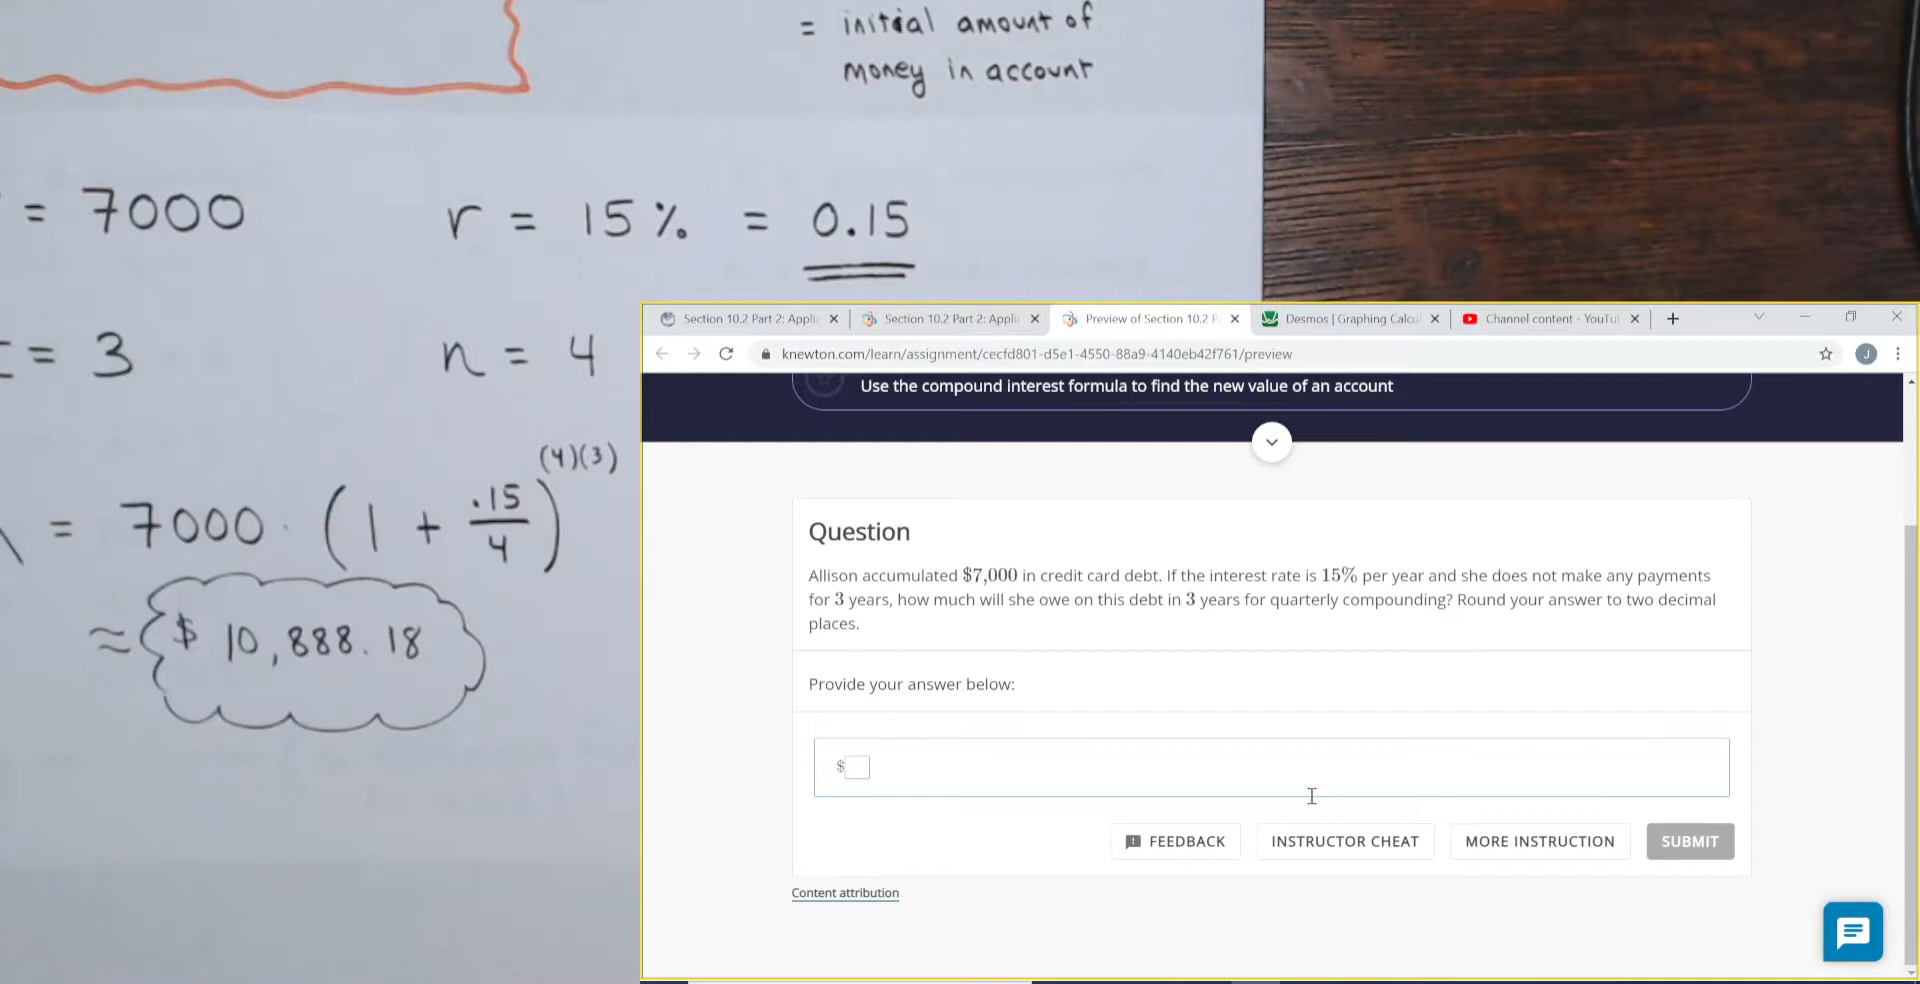 = initial amount of
money in account
= 7000
r = 15% = 0.15
= 3
n = 4
= 7000 · (1 + .15/4)^(4)(3)
≈ $ 10,888.18
Section 10.2 Part 2: Appli
Section 10.2 Part 2: Appli
Preview of Section 10.2 P
Desmos | Graphing Calcul
Channel content - YouTu
knewton.com/learn/assignment/cecfd801-d5e1-4550-88a9-4140eb42f761/preview
J
Use the compound interest formula to find the new value of an account
Question
Allison accumulated $7,000 in credit card debt. If the interest rate is 15% per year and she does not make any payments
for 3 years, how much will she owe on this debt in 3 years for quarterly compounding? Round your answer to two decimal
places.
Provide your answer below:
$
FEEDBACK
INSTRUCTOR CHEAT
MORE INSTRUCTION
SUBMIT
Content attribution